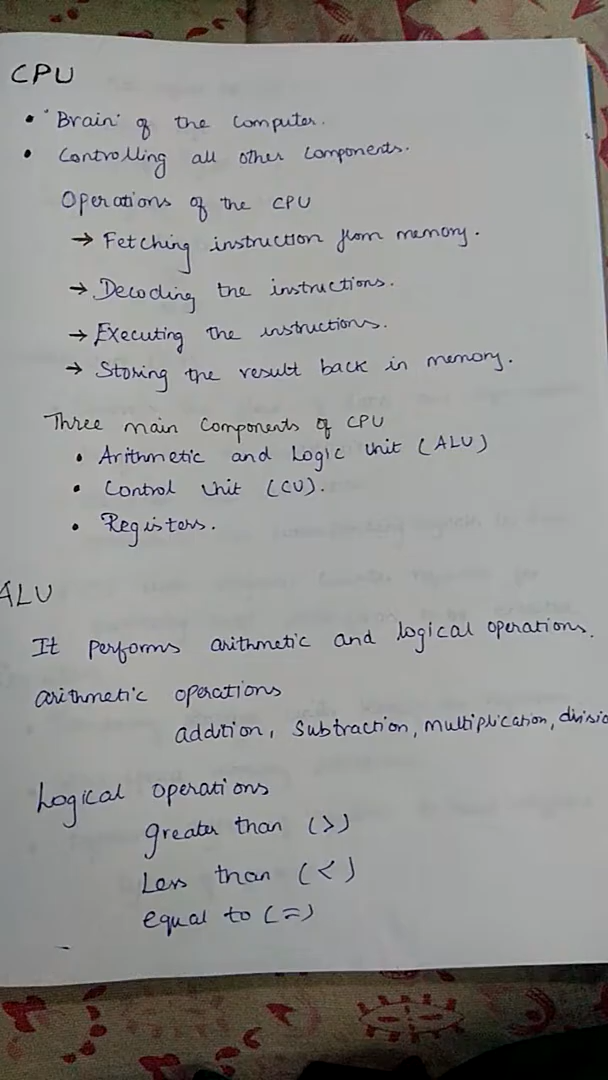 CPU
• 'Brain' of the Computer.
• Controlling all other Components.
Operations of the CPU
→ Fetching instruction from memory.
→ Decoding the instructions.
→ Executing the instructions.
→ Storing the result back in memory.
Three main Components of CPU
• Arithmetic and Logic Unit (ALU)
• Control Unit (CU).
• Registers.
ALU
It performs arithmetic and logical operations.
arithmetic operations
addition, Subtraction, multiplication, divisio
Logical operations
greater than (>)
Less than (<)
equal to (=)